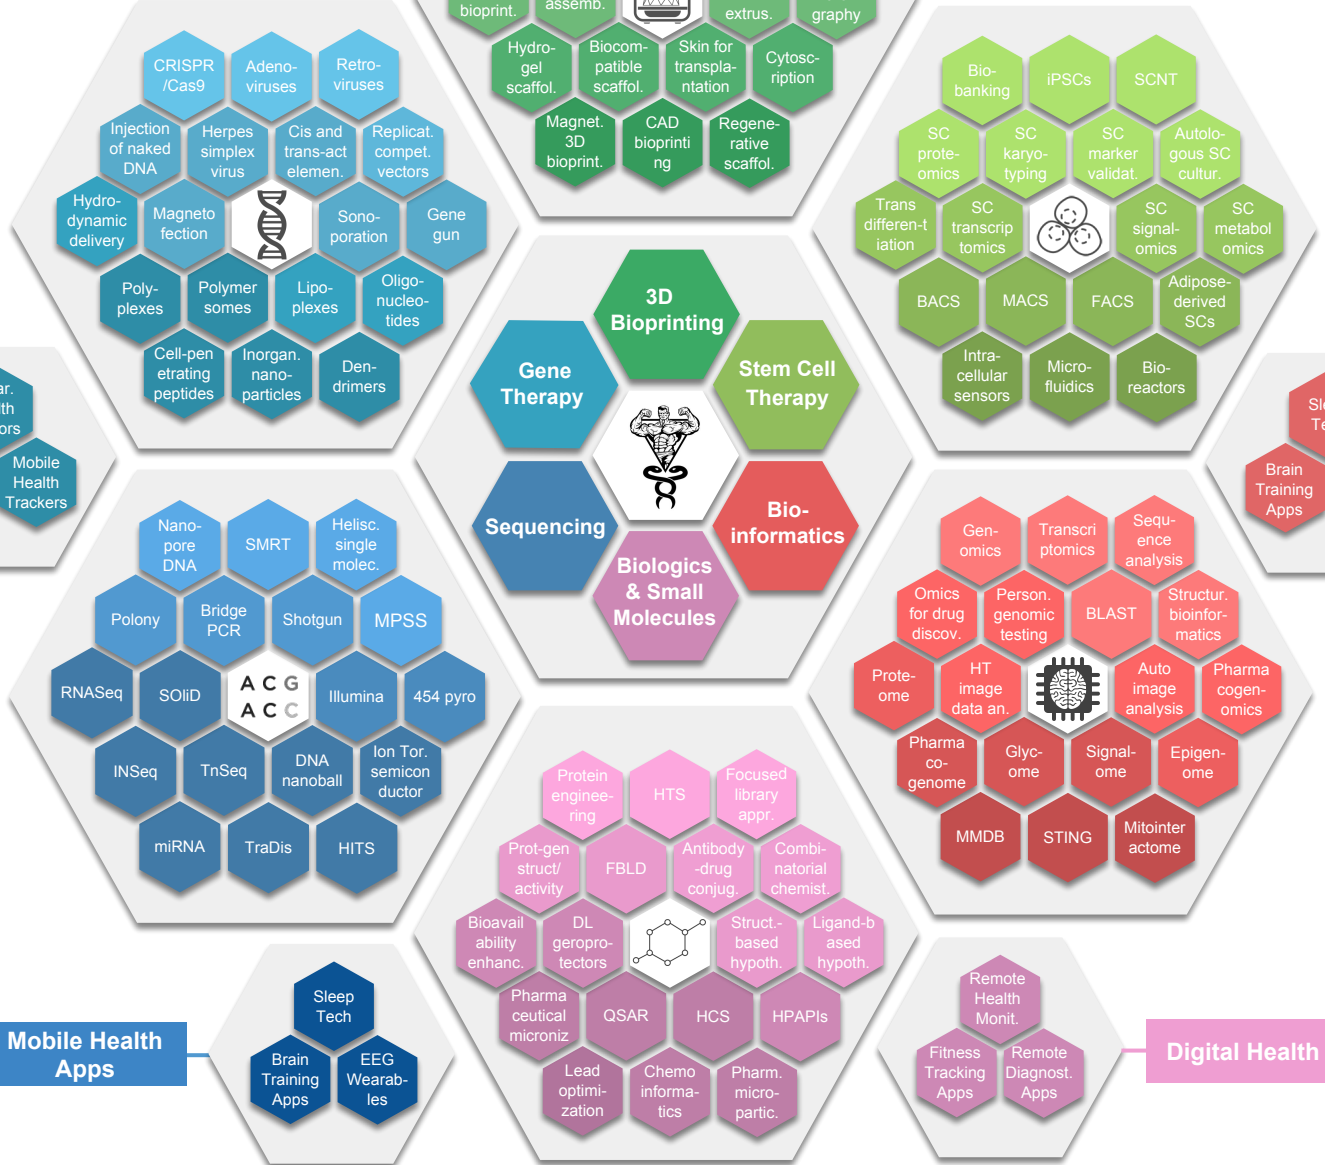 bioprint.
assemb.
extrus.
graphy
Hydro-
gel
scaffol.
Biocom-
patible
scaffol.
Skin for
transpla-
ntation
Cytosc-
ription
Magnet.
3D
bioprint.
CAD
bioprinti
ng
Regene-
rative
scaffol.
CRISPR
/Cas9
Adeno-
viruses
Retro-
viruses
Injection
of naked
DNA
Herpes
simplex
virus
Cis and
trans-act
elemen.
Replicat.
compet.
vectors
Hydro-
dynamic
delivery
Magneto
fection
Sono-
poration
Gene
gun
Poly-
plexes
Polymer
somes
Lipo-
plexes
Oligo-
nucleo-
tides
Cell-pen
etrating
peptides
Inorgan.
nano-
particles
Den-
drimers
Bio-
banking
iPSCs
SCNT
SC
prote-
omics
SC
karyo-
typing
SC
marker
validat.
Autolo-
gous SC
cultur.
Trans
differen-t
iation
SC
transcrip
tomics
SC
signal-
omics
SC
metabol
omics
BACS
MACS
FACS
Adipose-
derived
SCs
Intra-
cellular
sensors
Micro-
fluidics
Bio-
reactors
3D
Bioprinting
Gene
Therapy
Stem Cell
Therapy
Sequencing
Bio-
informatics
Biologics
& Small
Molecules
ar.
lth
ors
Mobile
Health
Trackers
Sle
Te
Brain
Training
Apps
Nano-
pore
DNA
SMRT
Helisc.
single
molec.
Polony
Bridge
PCR
Shotgun
MPSS
RNASeq
SOliD
A C G
A C C
Illumina
454 pyro
INSeq
TnSeq
DNA
nanoball
Ion Tor.
semicon
ductor
miRNA
TraDis
HITS
Gen-
omics
Transcri
ptomics
Sequ-
ence
analysis
Omics
for drug
discov.
Person.
genomic
testing
BLAST
Structur.
bioinfor-
matics
Prote-
ome
HT
image
data an.
Auto
image
analysis
Pharma
cogen-
omics
Pharma
co-
genome
Glyc-
ome
Signal-
ome
Epigen-
ome
MMDB
STING
Mitointer
actome
Protein
enginee-
ring
HTS
Focused
library
appr.
Prot-gen
struct/
activity
FBLD
Antibody
-drug
conjug.
Combi-
natorial
chemist.
Bioavail
ability
enhanc.
DL
geropro-
tectors
Struct.-
based
hypoth.
Ligand-b
ased
hypoth.
Pharma
ceutical
microniz
QSAR
HCS
HPAPIs
Lead
optimi-
zation
Chemo
informa-
tics
Pharm.
micro-
partic.
Mobile Health
Apps
Sleep
Tech
Brain
Training
Apps
EEG
Wearab-
les
Remote
Health
Monit.
Fitness
Tracking
Apps
Remote
Diagnost.
Apps
Digital Health